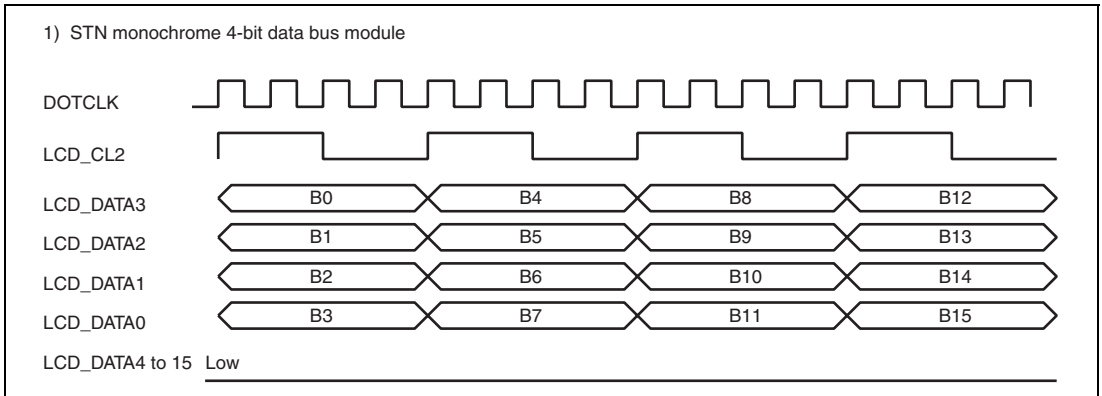 1) STN monochrome 4-bit data bus module
DOTCLK
LCD_CL2
LCD_DATA3 B0 B4 B8 B12
LCD_DATA2 B1 B5 B9 B13
LCD_DATA1 B2 B6 B10 B14
LCD_DATA0 B3 B7 B11 B15
LCD_DATA4 to 15 Low